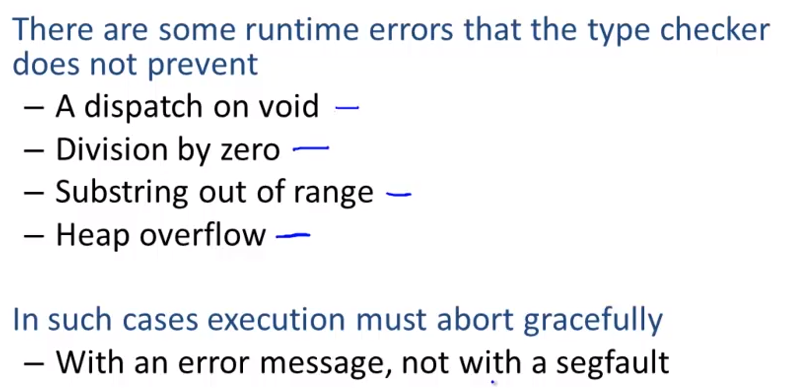 There are some runtime errors that the type checker
does not prevent
– A dispatch on void
– Division by zero
– Substring out of range
– Heap overflow
In such cases execution must abort gracefully
– With an error message, not with a segfault